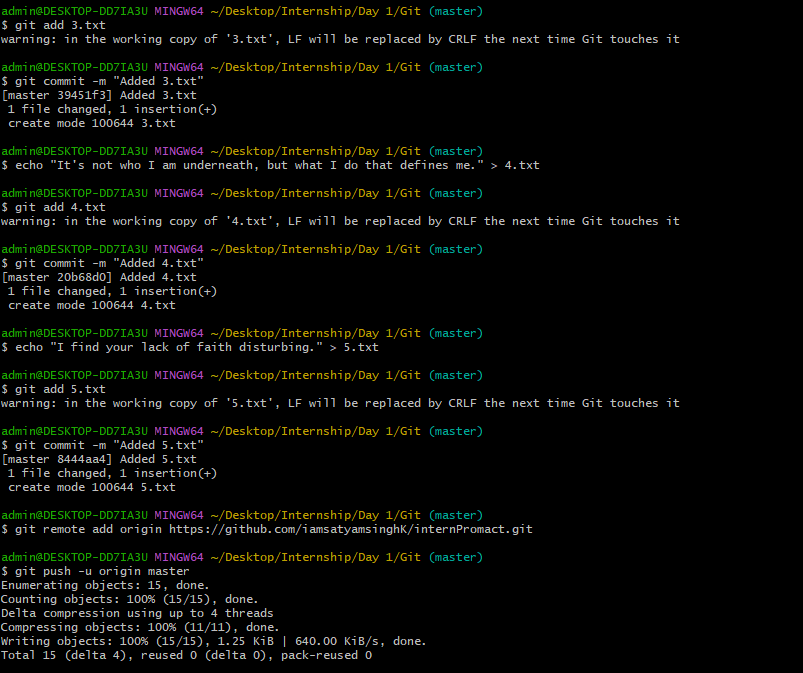 admin@DESKTOP-DD7IA3U MINGW64 ~/Desktop/Internship/Day 1/Git (master)
$ git add 3.txt
warning: in the working copy of '3.txt', LF will be replaced by CRLF the next time Git touches it
admin@DESKTOP-DD7IA3U MINGW64 ~/Desktop/Internship/Day 1/Git (master)
$ git commit -m "Added 3.txt"
[master 39451f3] Added 3.txt
 1 file changed, 1 insertion(+)
 create mode 100644 3.txt
admin@DESKTOP-DD7IA3U MINGW64 ~/Desktop/Internship/Day 1/Git (master)
$ echo "It's not who I am underneath, but what I do that defines me." > 4.txt
admin@DESKTOP-DD7IA3U MINGW64 ~/Desktop/Internship/Day 1/Git (master)
$ git add 4.txt
warning: in the working copy of '4.txt', LF will be replaced by CRLF the next time Git touches it
admin@DESKTOP-DD7IA3U MINGW64 ~/Desktop/Internship/Day 1/Git (master)
$ git commit -m "Added 4.txt"
[master 20b68d0] Added 4.txt
 1 file changed, 1 insertion(+)
 create mode 100644 4.txt
admin@DESKTOP-DD7IA3U MINGW64 ~/Desktop/Internship/Day 1/Git (master)
$ echo "I find your lack of faith disturbing." > 5.txt
admin@DESKTOP-DD7IA3U MINGW64 ~/Desktop/Internship/Day 1/Git (master)
$ git add 5.txt
warning: in the working copy of '5.txt', LF will be replaced by CRLF the next time Git touches it
admin@DESKTOP-DD7IA3U MINGW64 ~/Desktop/Internship/Day 1/Git (master)
$ git commit -m "Added 5.txt"
[master 8444aa4] Added 5.txt
 1 file changed, 1 insertion(+)
 create mode 100644 5.txt
admin@DESKTOP-DD7IA3U MINGW64 ~/Desktop/Internship/Day 1/Git (master)
$ git remote add origin https://github.com/iamsatyamsinghK/internPromact.git
admin@DESKTOP-DD7IA3U MINGW64 ~/Desktop/Internship/Day 1/Git (master)
$ git push -u origin master
Enumerating objects: 15, done.
Counting objects: 100% (15/15), done.
Delta compression using up to 4 threads
Compressing objects: 100% (11/11), done.
Writing objects: 100% (15/15), 1.25 KiB | 640.00 KiB/s, done.
Total 15 (delta 4), reused 0 (delta 0), pack-reused 0